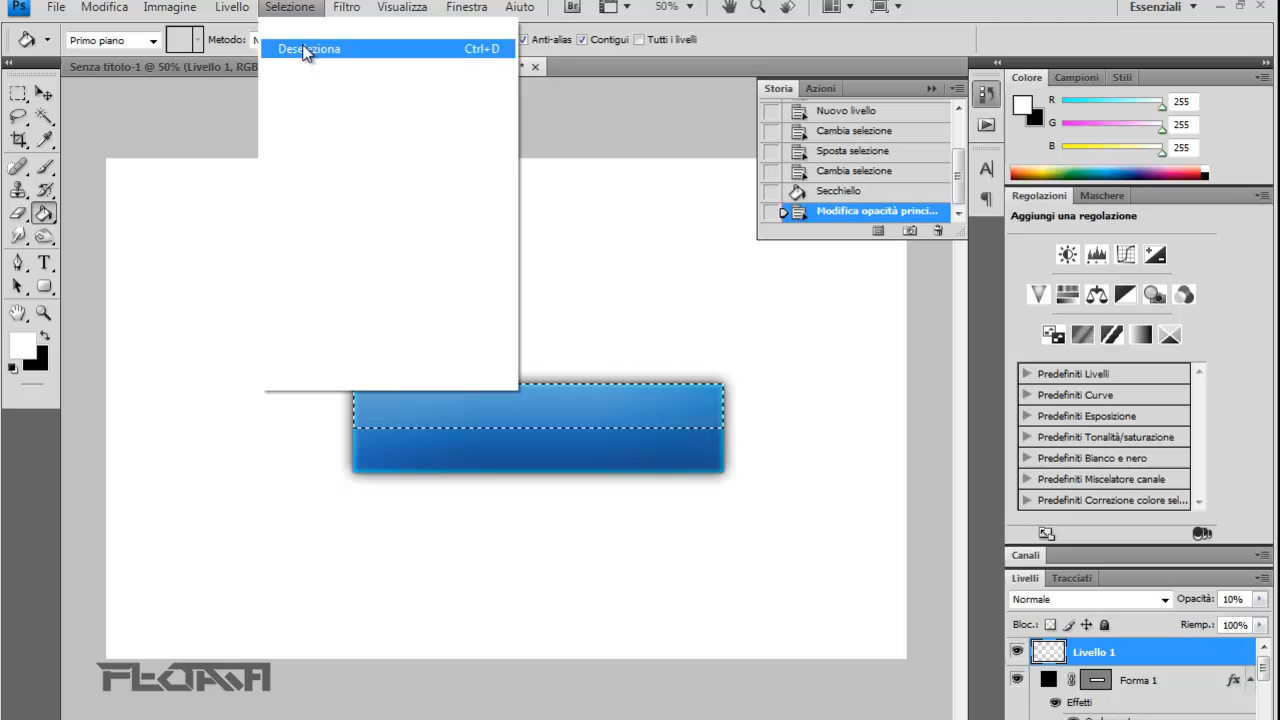 Ps File Modifica Immagine Livello Selezione Filtro Visualizza Finestra Aiuto Br 50% Essenziali
Primo piano Metodo: Anti-alias Contigui Tutti i livelli
Deseleziona Ctrl+D
Senza titolo-1 @ 50% (Livello 1, RGB
Storia Azioni
Nuovo livello
Cambia selezione
Sposta selezione
Cambia selezione
Secchiello
Modifica opacità princi...
Colore Campioni Stili
R 255
G 255
B 255
Regolazioni Maschere
Aggiungi una regolazione
Predefiniti Livelli
Predefiniti Curve
Predefiniti Esposizione
Predefiniti Tonalità/saturazione
Predefiniti Bianco e nero
Predefiniti Miscelatore canale
Predefiniti Correzione colore sel...
Canali
Livelli Tracciati
Normale Opacità: 10%
Bloc.: Riemp.: 100%
Livello 1
Forma 1 fx
Effetti